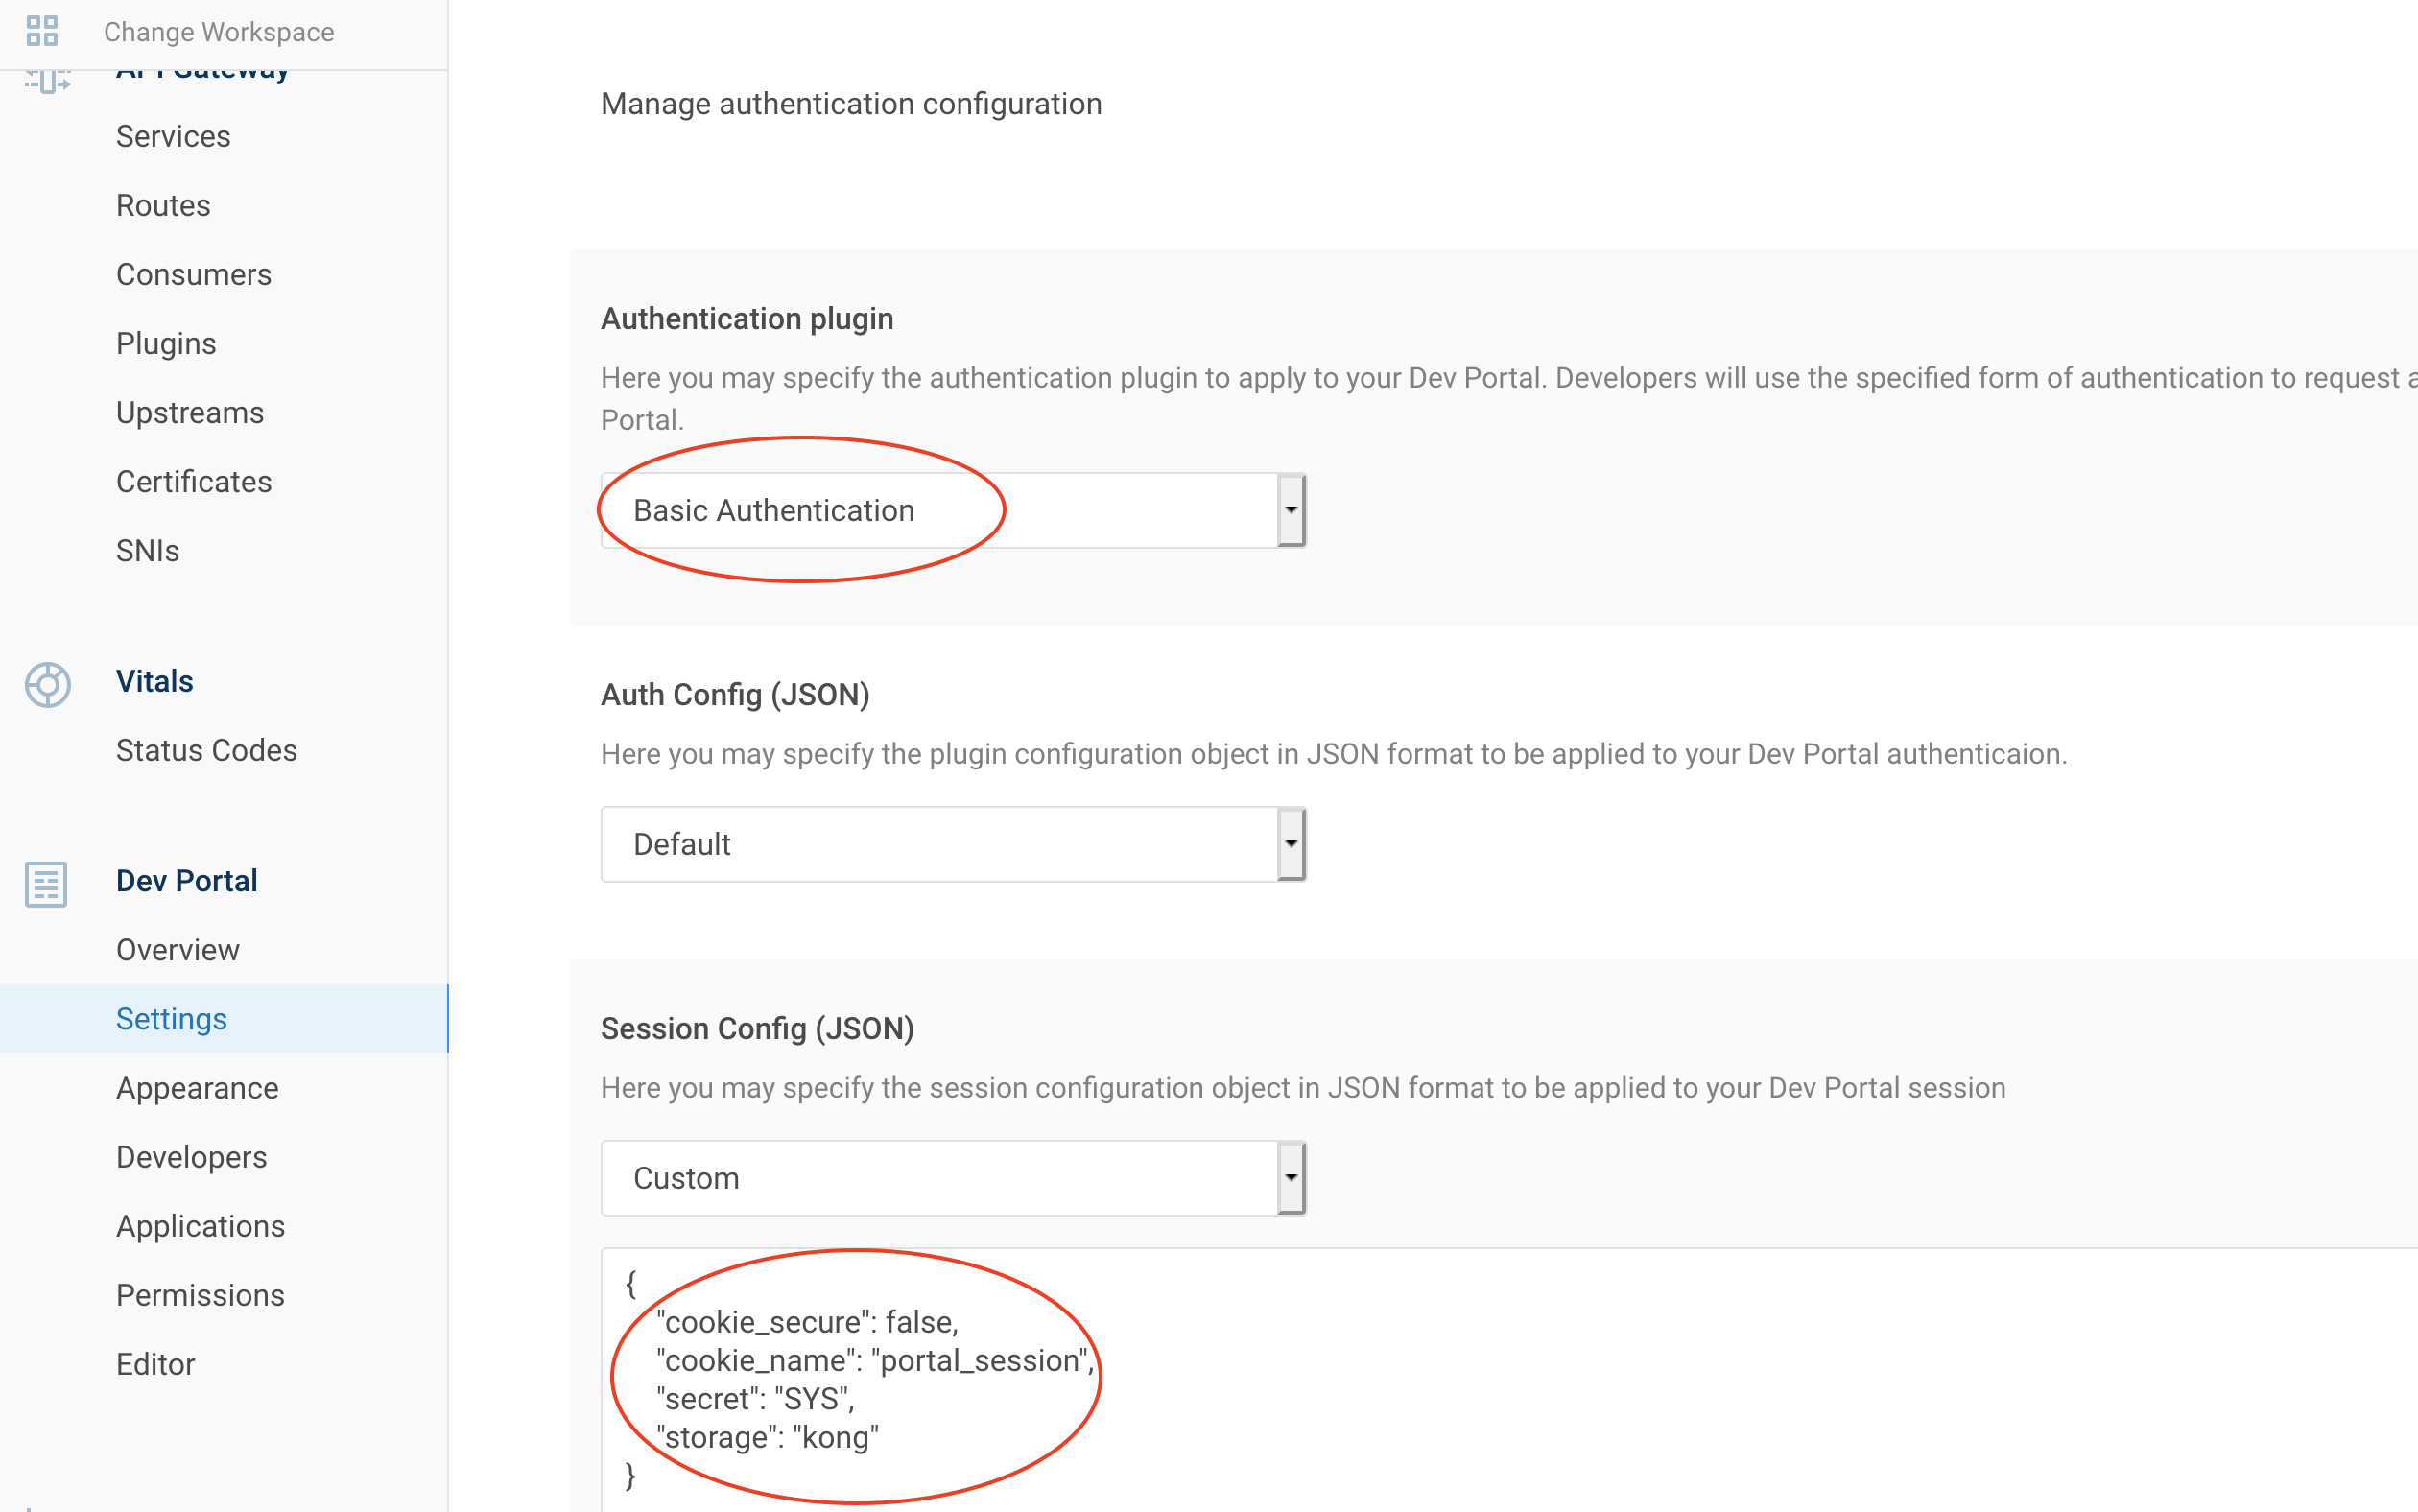 Change Workspace
API Gateway
Services
Routes
Consumers
Plugins
Upstreams
Certificates
SNIs
Vitals
Status Codes
Dev Portal
Overview
Settings
Appearance
Developers
Applications
Permissions
Editor
Manage authentication configuration
Authentication plugin
Here you may specify the authentication plugin to apply to your Dev Portal. Developers will use the specified form of authentication to request
Portal.
Basic Authentication
Auth Config (JSON)
Here you may specify the plugin configuration object in JSON format to be applied to your Dev Portal authenticaion.
Default
Session Config (JSON)
Here you may specify the session configuration object in JSON format to be applied to your Dev Portal session
Custom
{
"cookie_secure": false,
"cookie_name": "portal_session",
"secret": "SYS",
"storage": "kong"
}